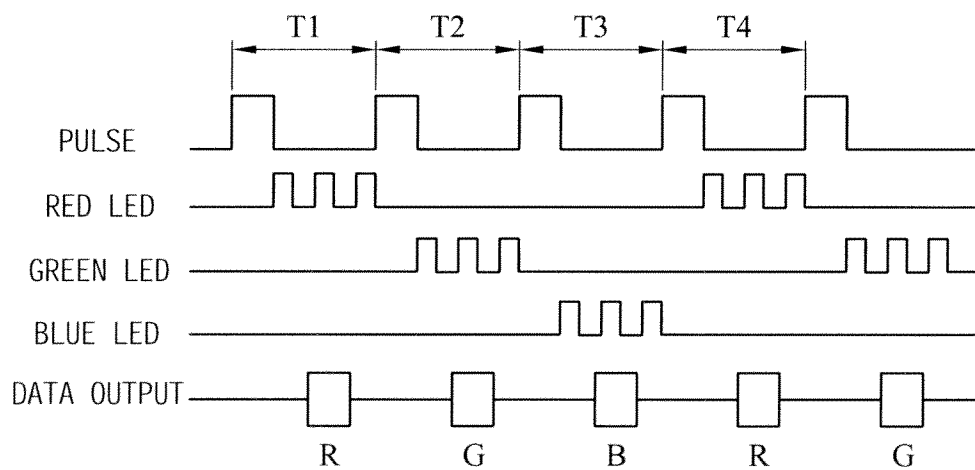 T1 T2 T3 T4
PULSE
RED LED
GREEN LED
BLUE LED
DATA OUTPUT
R G B R G